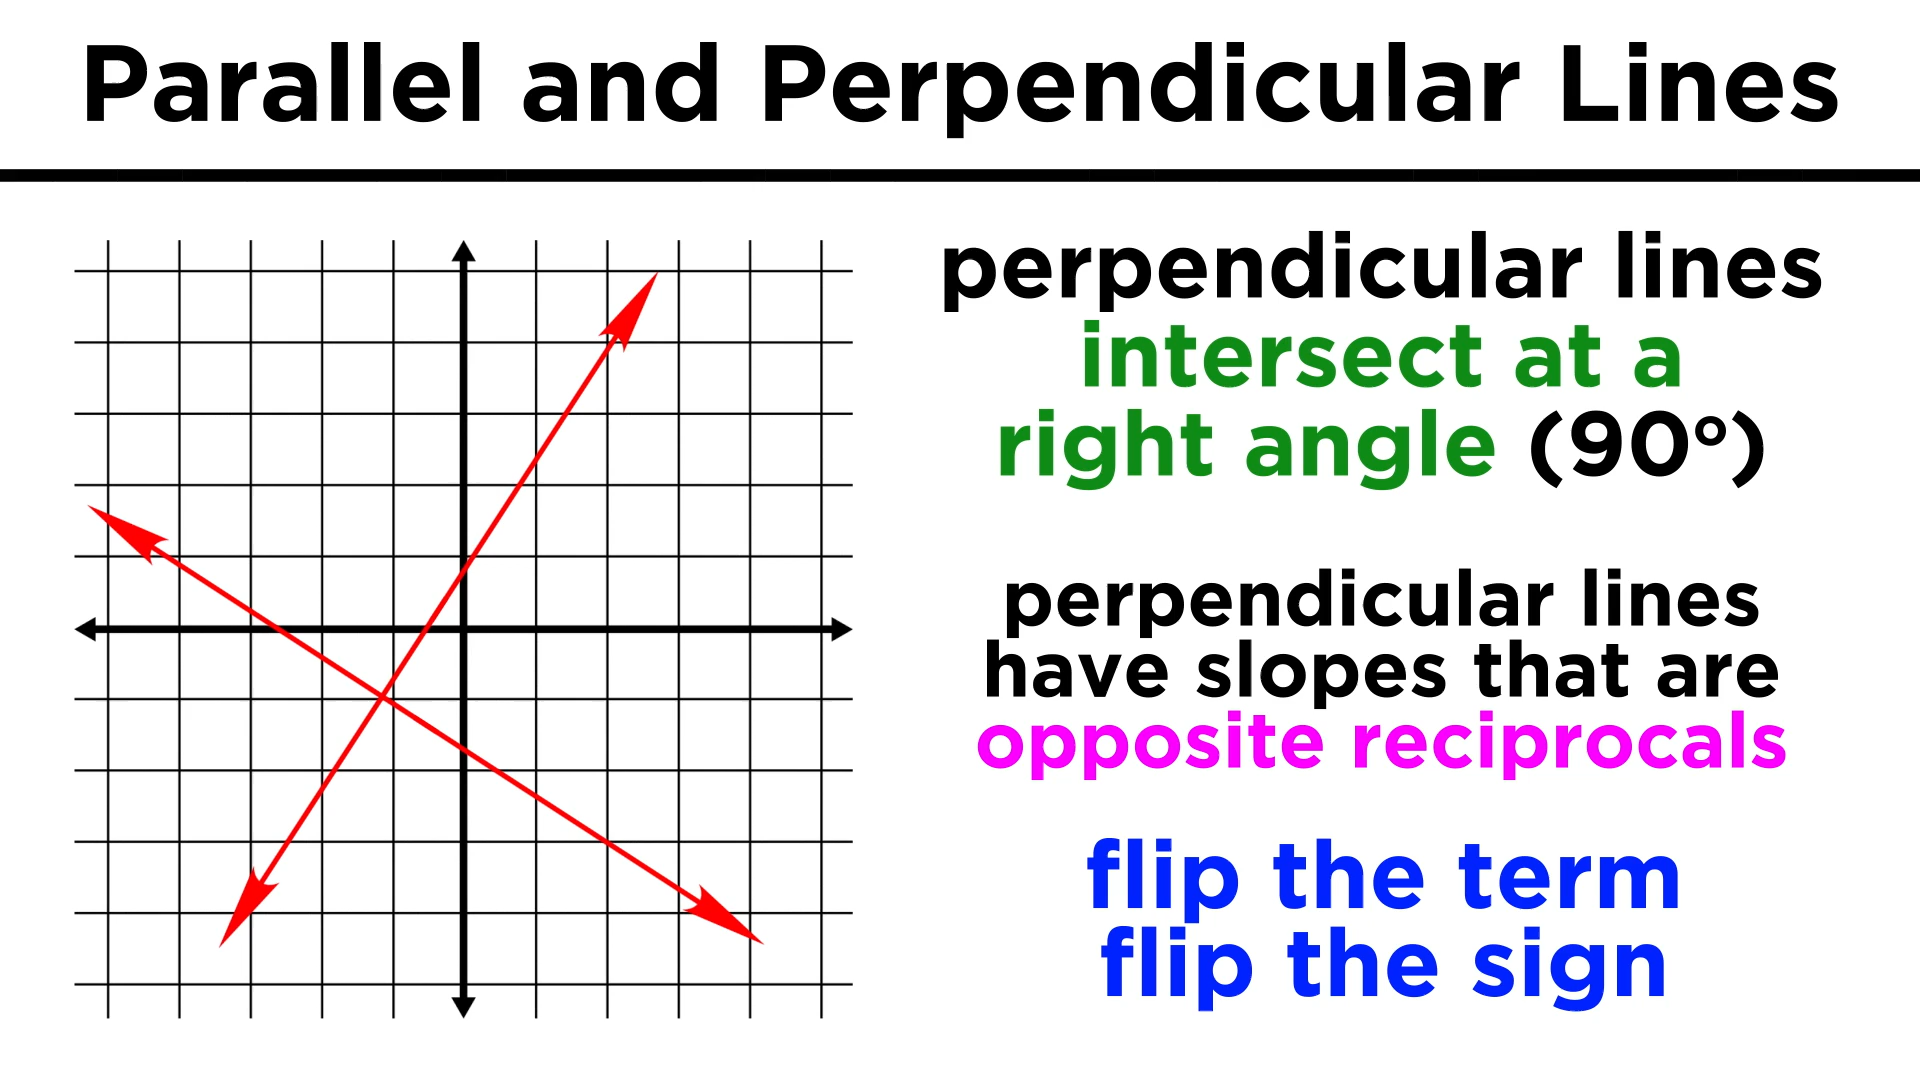 Parallel and Perpendicular Lines
perpendicular lines
intersect at a
right angle (90°)
perpendicular lines
have slopes that are
opposite reciprocals
flip the term
flip the sign